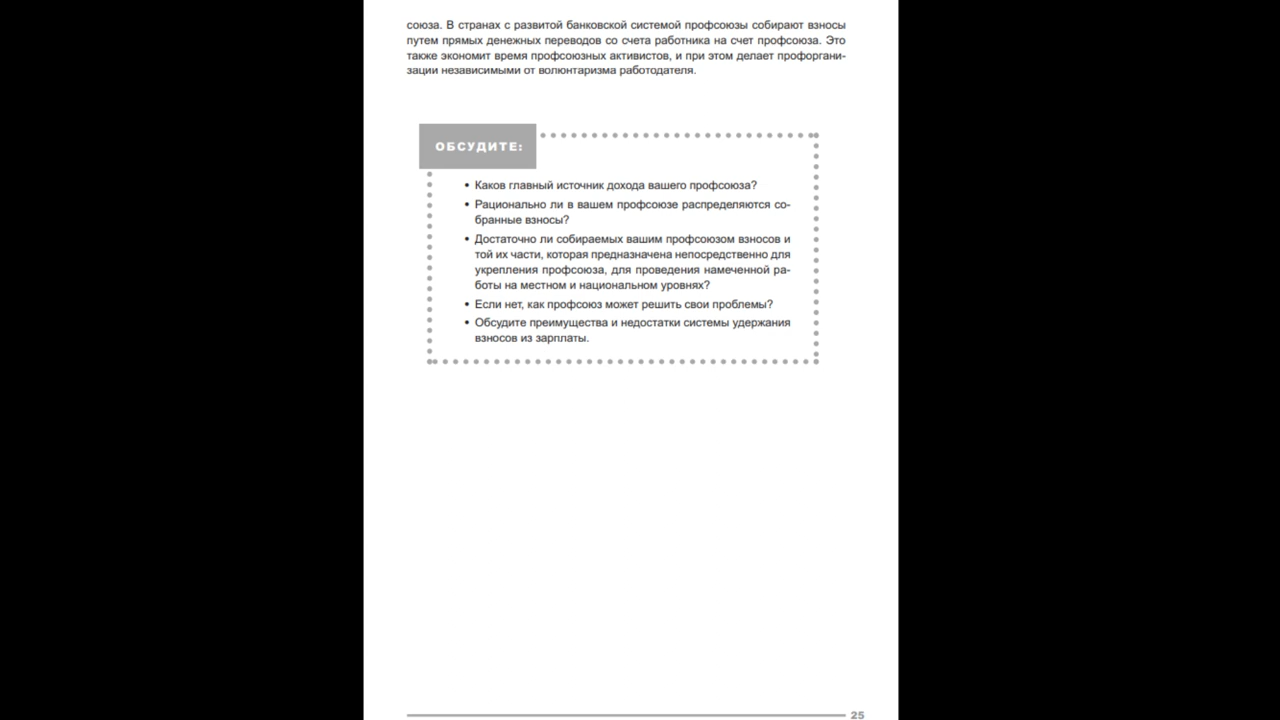 союза. В странах с развитой банковской системой профсоюзы собирают взносы
путем прямых денежных переводов со счета работника на счет профсоюза. Это
также экономит время профсоюзных активистов, и при этом делает профоргани-
зации независимыми от волюнтаризма работодателя.
ОБСУДИТЕ:
• Каков главный источник дохода вашего профсоюза?
• Рационально ли в вашем профсоюзе распределяются со-
бранные взносы?
• Достаточно ли собираемых вашим профсоюзом взносов и
той их части, которая предназначена непосредственно для
укрепления профсоюза, для проведения намеченной ра-
боты на местном и национальном уровнях?
• Если нет, как профсоюз может решить свои проблемы?
• Обсудите преимущества и недостатки системы удержания
взносов из зарплаты.
25